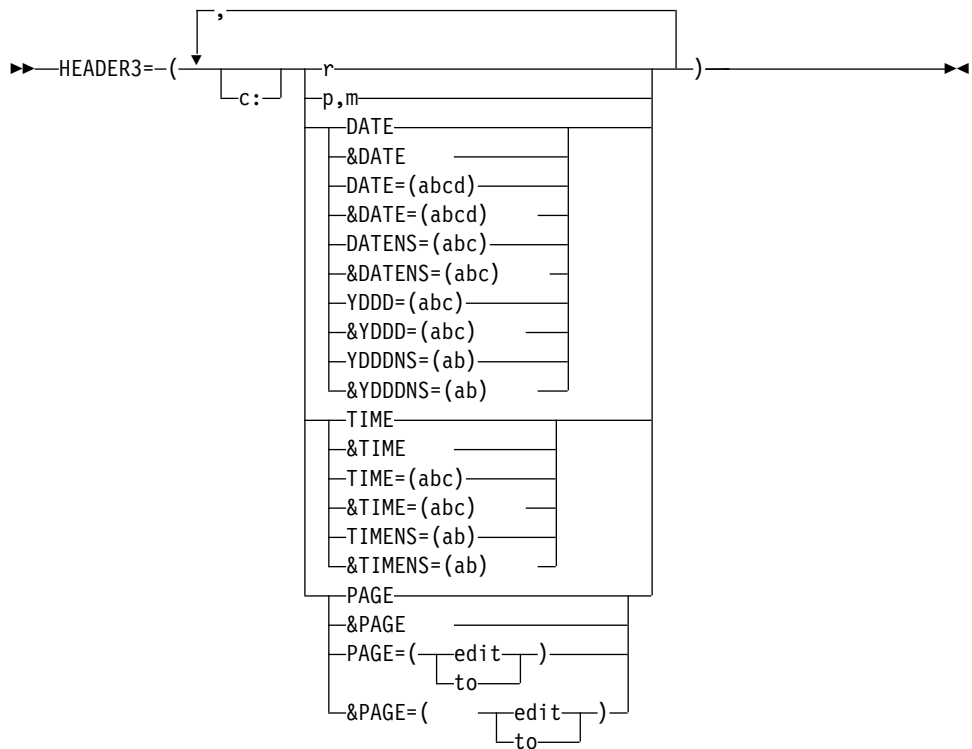 ,
HEADER3=(r)
c:
p,m
DATE
&DATE
DATE=(abcd)
&DATE=(abcd)
DATENS=(abc)
&DATENS=(abc)
YDDD=(abc)
&YDDD=(abc)
YDDDNS=(ab)
&YDDDNS=(ab)
TIME
&TIME
TIME=(abc)
&TIME=(abc)
TIMENS=(ab)
&TIMENS=(ab)
PAGE
&PAGE
PAGE=(edit)
to
&PAGE=(edit)
to